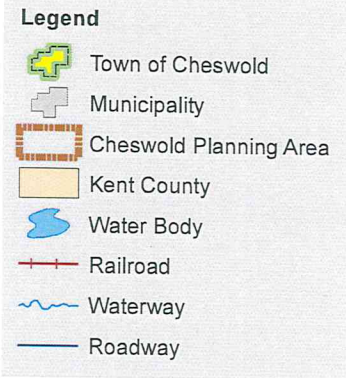 Legend
Town of Cheswold
Municipality
Cheswold Planning Area
Kent County
Water Body
Railroad
Waterway
Roadway